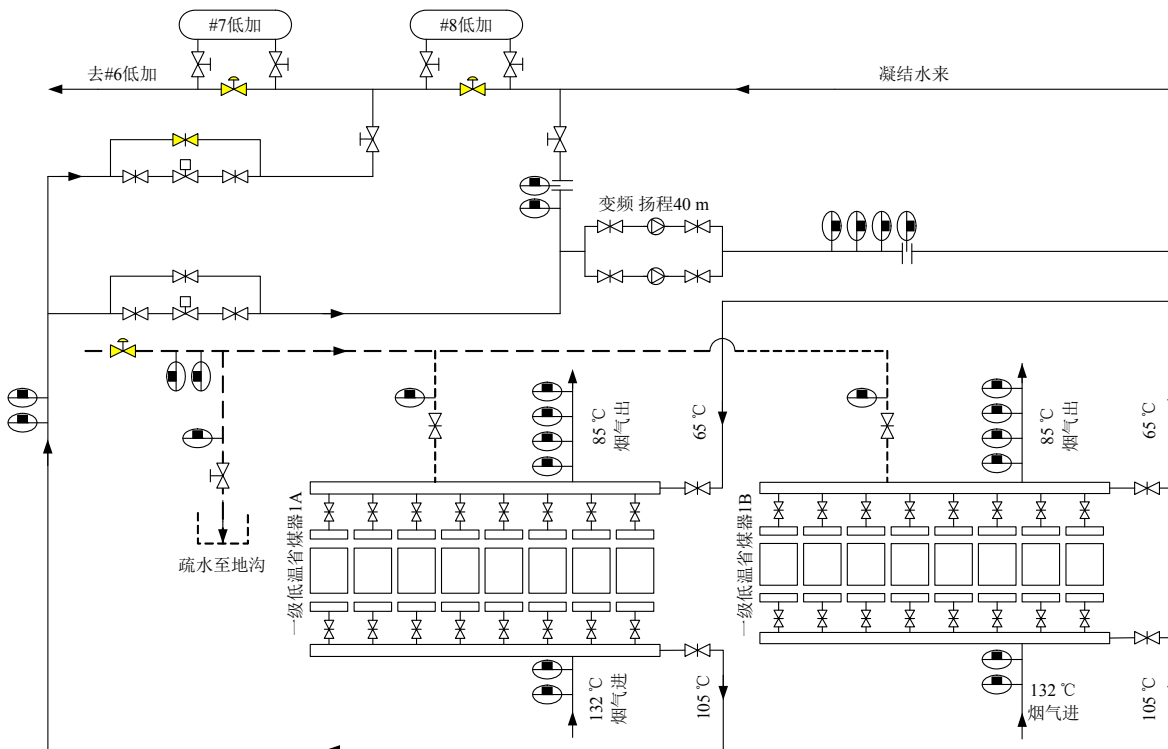 #7低加
#8低加
去#6低加
凝结水来
变频 扬程40 m
85 ℃
烟气出
65 ℃
85 ℃
烟气出
65 ℃
疏水至地沟
一级低温省煤器1A
一级低温省煤器1B
132 ℃
烟气进
105 ℃
132 ℃
烟气进
105 ℃